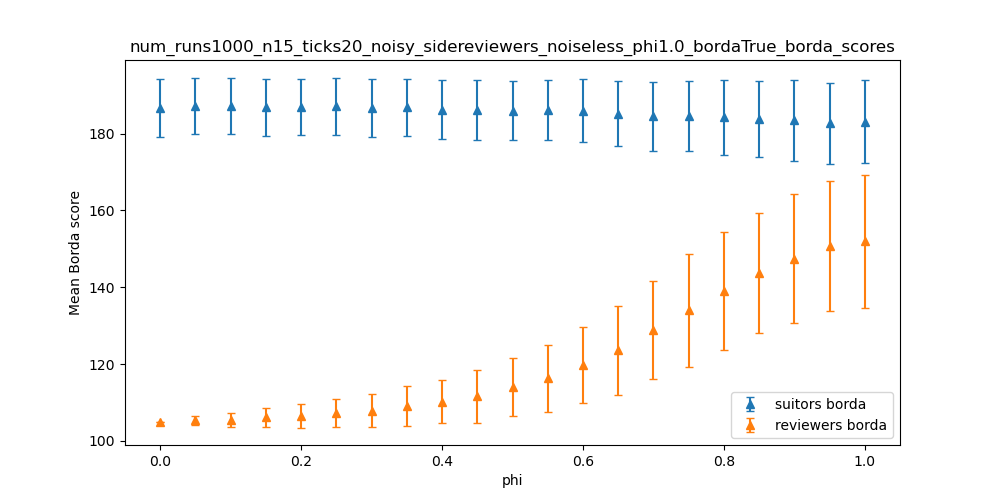 num_runs1000_n15_ticks20_noisy_sidereviewers_noiseless_phi1.0_bordaTrue_borda_scores
Mean Borda score
180
160
140
120
100
suitors borda
reviewers borda
0.0 0.2 0.4 0.6 0.8 1.0
phi